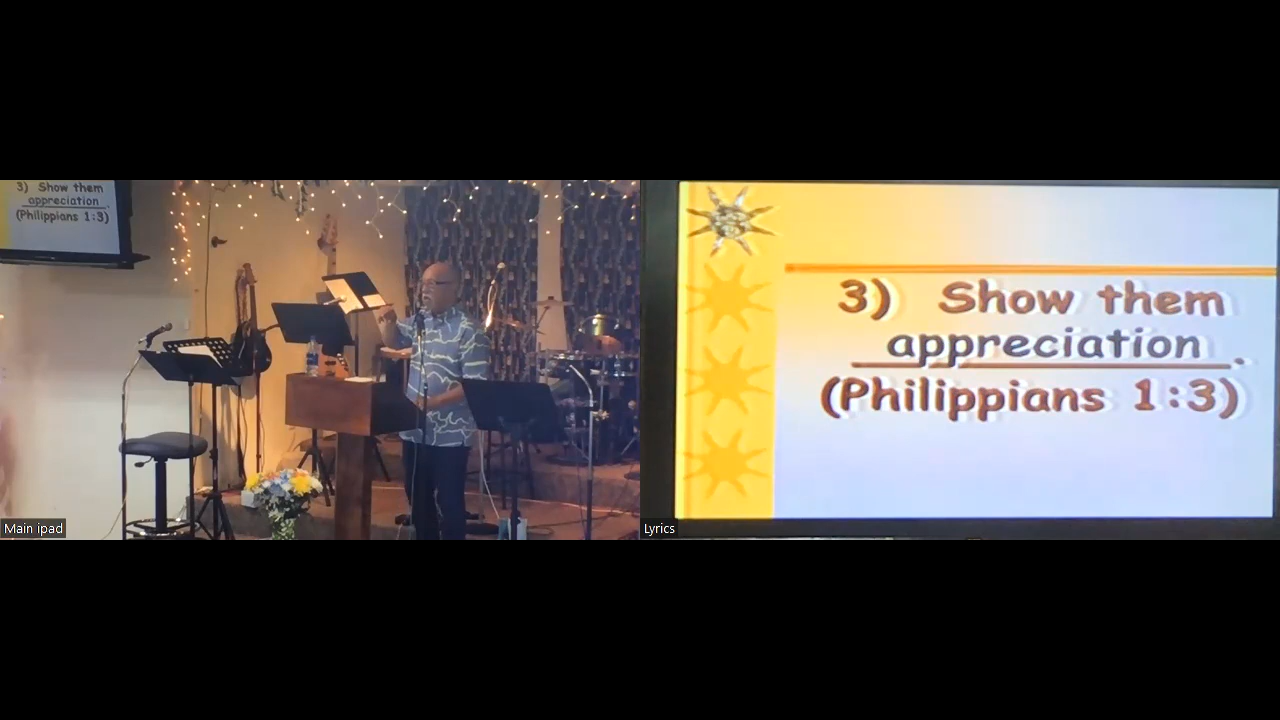 3) Show them
appreciation.
(Philippians 1:3)
Main ipad
3) Show them
appreciation.
(Philippians 1:3)
Lyrics